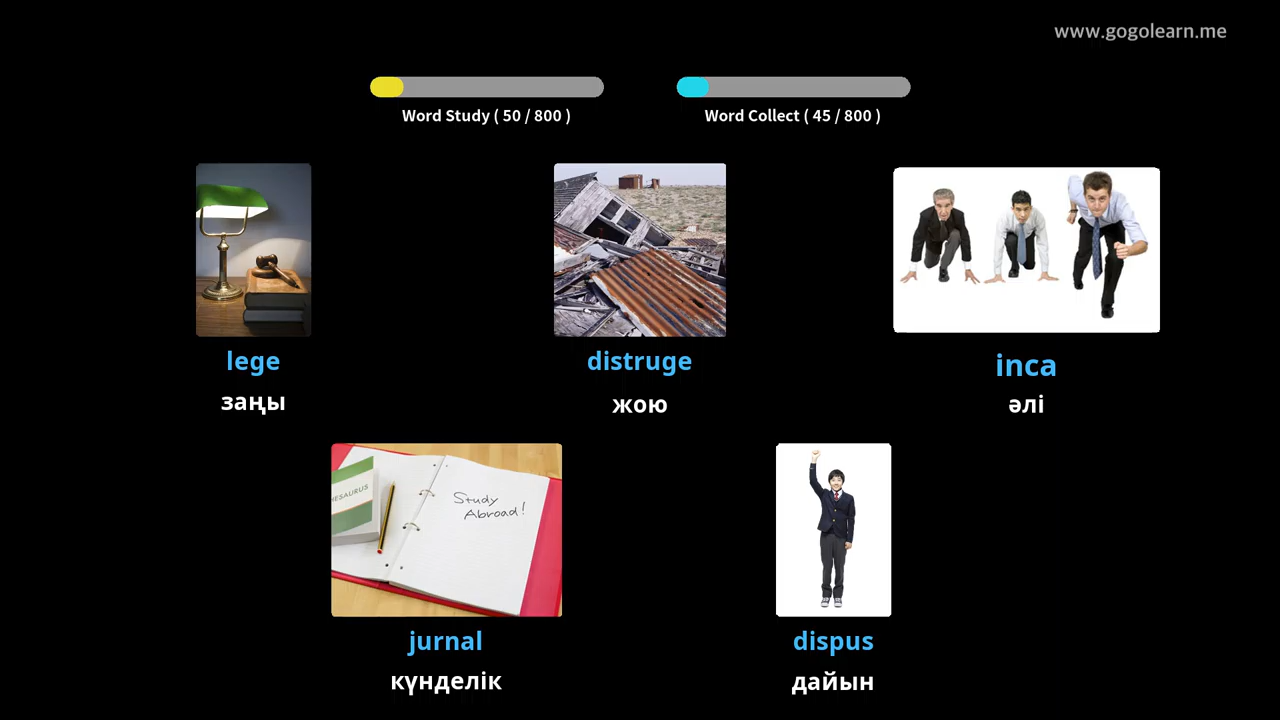 www.gogolearn.me
Word Study ( 50 / 800 )
Word Collect ( 45 / 800 )
lege
distruge
inca
заңы
жою
әлі
HESAURUS
Study
Abroad!
jurnal
dispus
күнделік
дайын